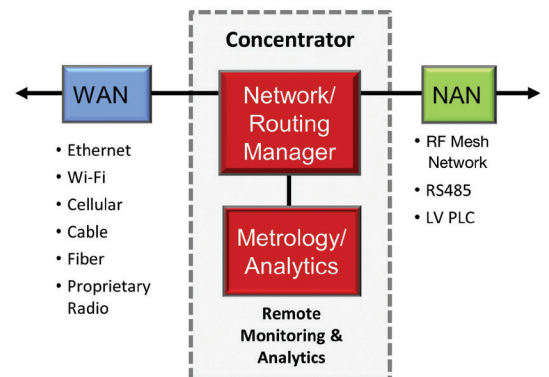 Concentrator
WAN
Network/
Routing
Manager
NAN
• Ethernet
• Wi-Fi
• Cellular
• Cable
• Fiber
• Proprietary
Radio
• RF Mesh
Network
• RS485
• LV PLC
Metrology/
Analytics
Remote
Monitoring &
Analytics